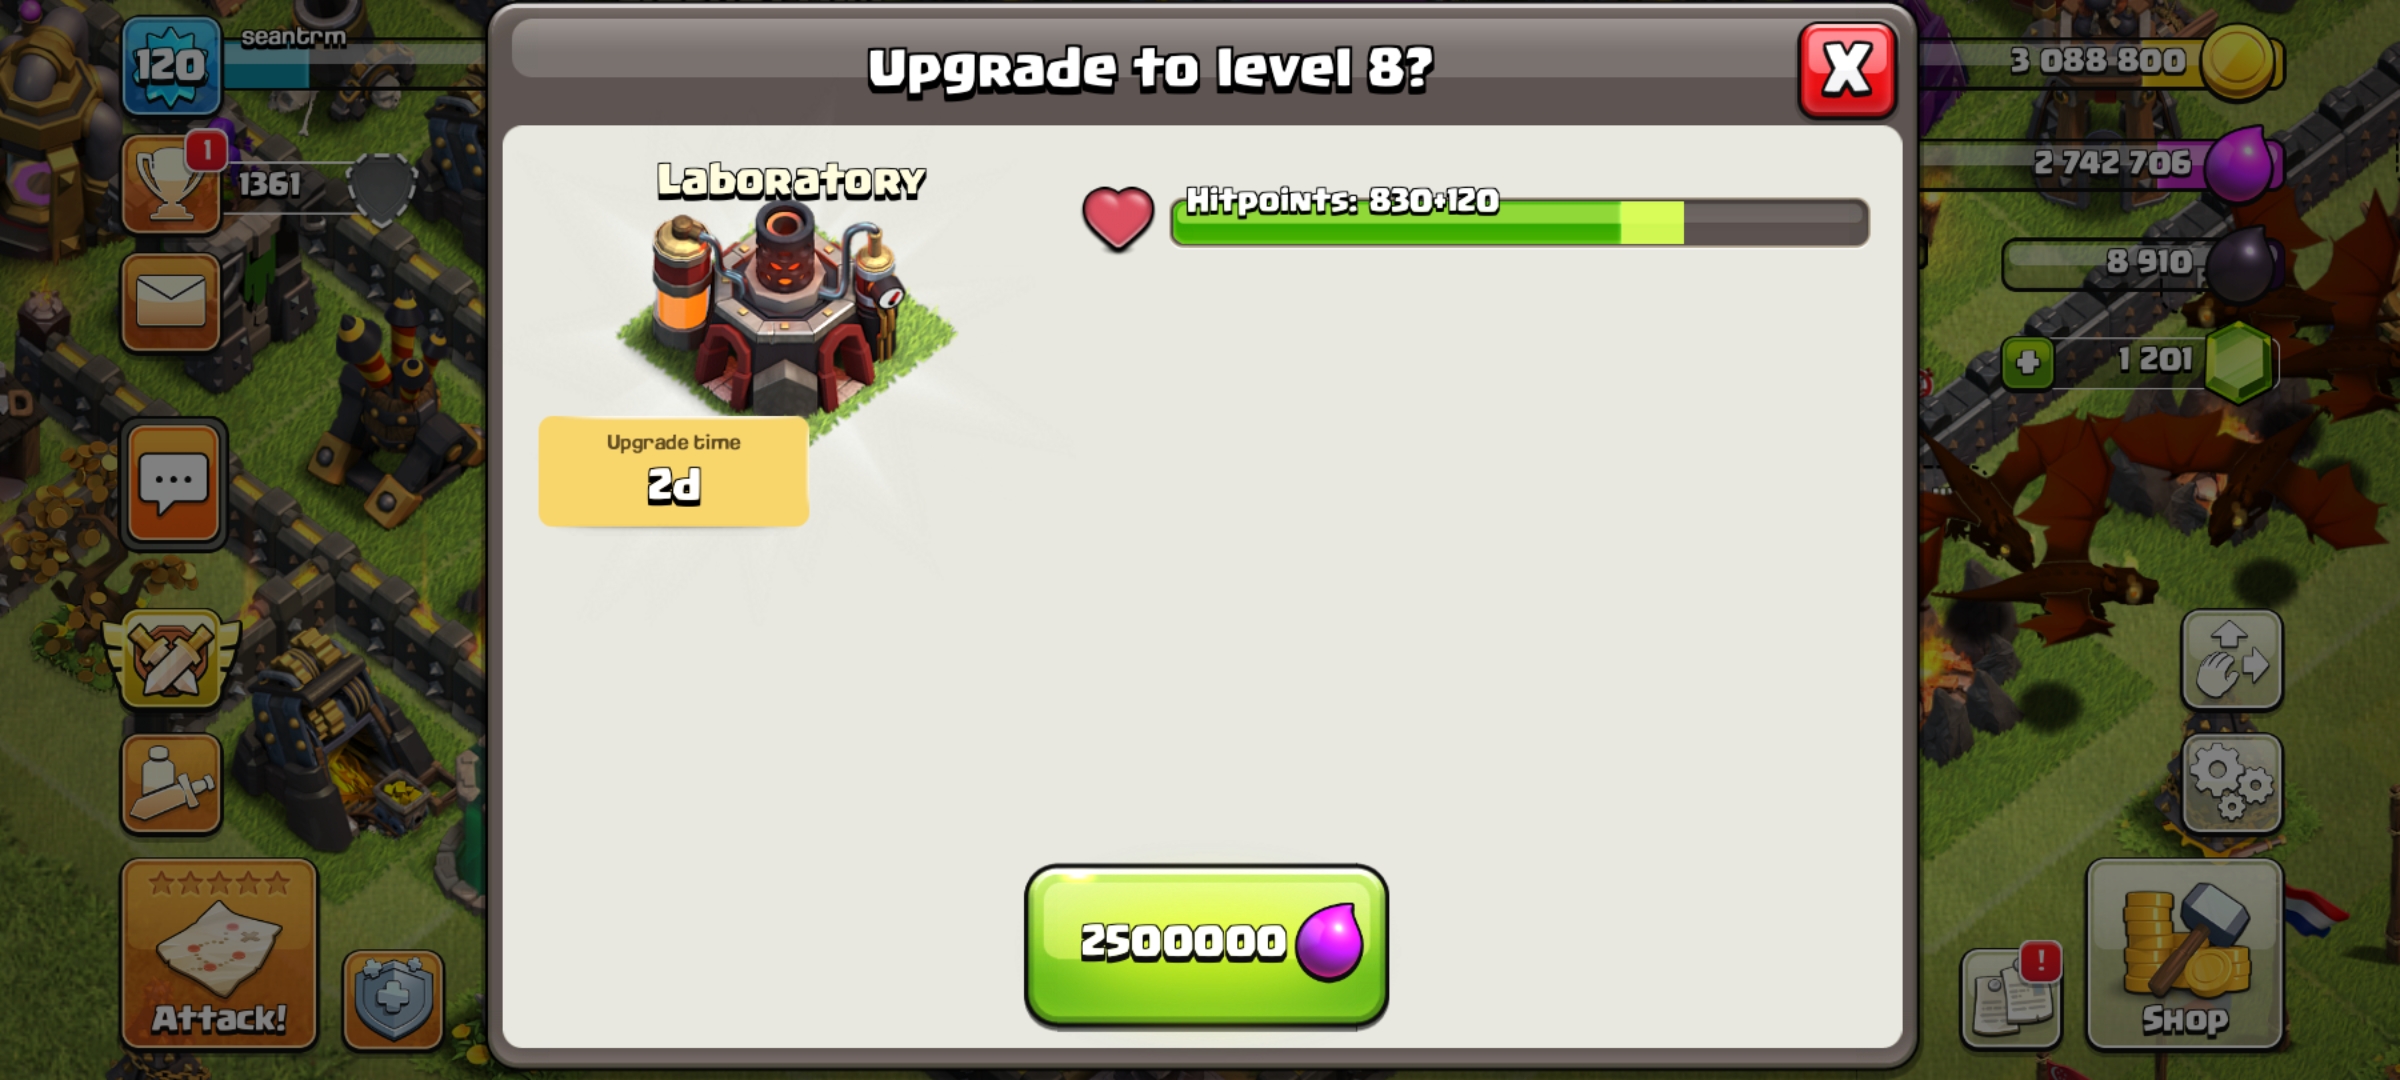 Upgrade to level 8?
120
seantrm
1
1361
Laboratory
Hitpoints: 830+120
Upgrade time
2d
2500000
3 088 800
2 742 706
8 910
1 201
Attack!
!
Shop